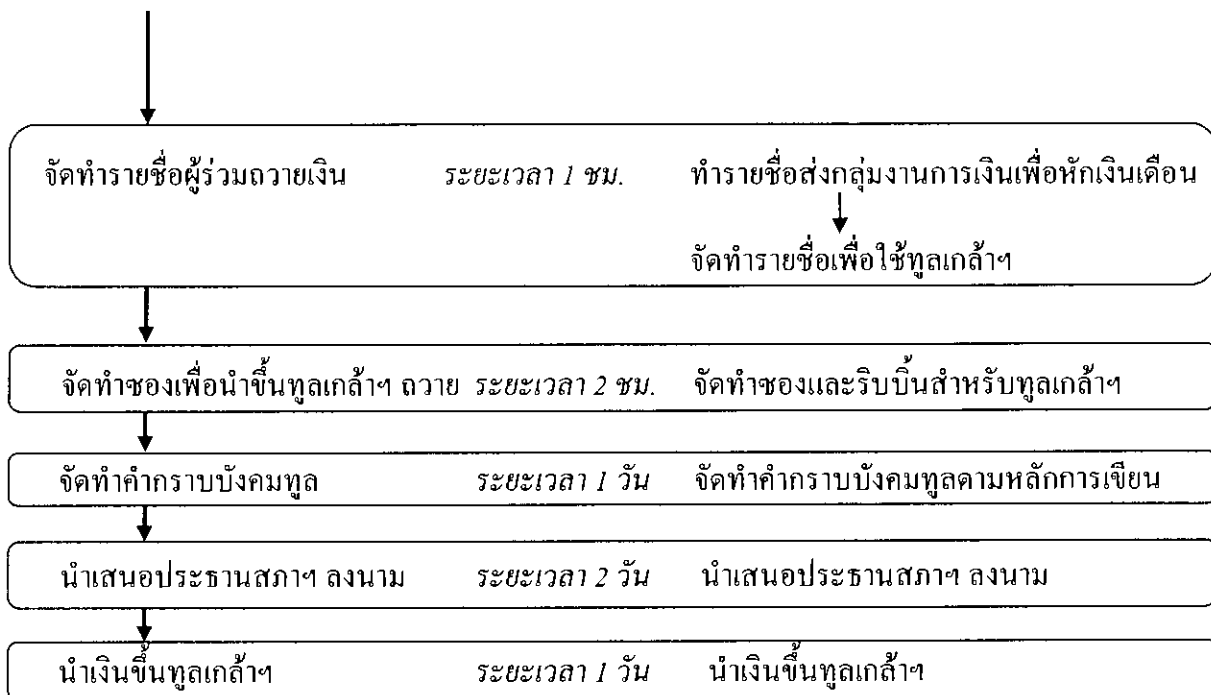 จัดทำรายชื่อผู้ร่วมถวายเงิน ระยะเวลา 1 ชม. ทำรายชื่อส่งกลุ่มงานการเงินเพื่อหักเงินเดือน
จัดทำรายชื่อเพื่อใช้ทูลเกล้าฯ
จัดทำซองเพื่อนำขึ้นทูลเกล้าฯ ถวาย ระยะเวลา 2 ชม. จัดทำซองและริบบิ้นสำหรับทูลเกล้าฯ
จัดทำคำกราบบังคมทูล ระยะเวลา 1 วัน จัดทำคำกราบบังคมทูลตามหลักการเขียน
นำเสนอประธานสภาฯ ลงนาม ระยะเวลา 2 วัน นำเสนอประธานสภาฯ ลงนาม
นำเงินขึ้นทูลเกล้าฯ ระยะเวลา 1 วัน นำเงินขึ้นทูลเกล้าฯ